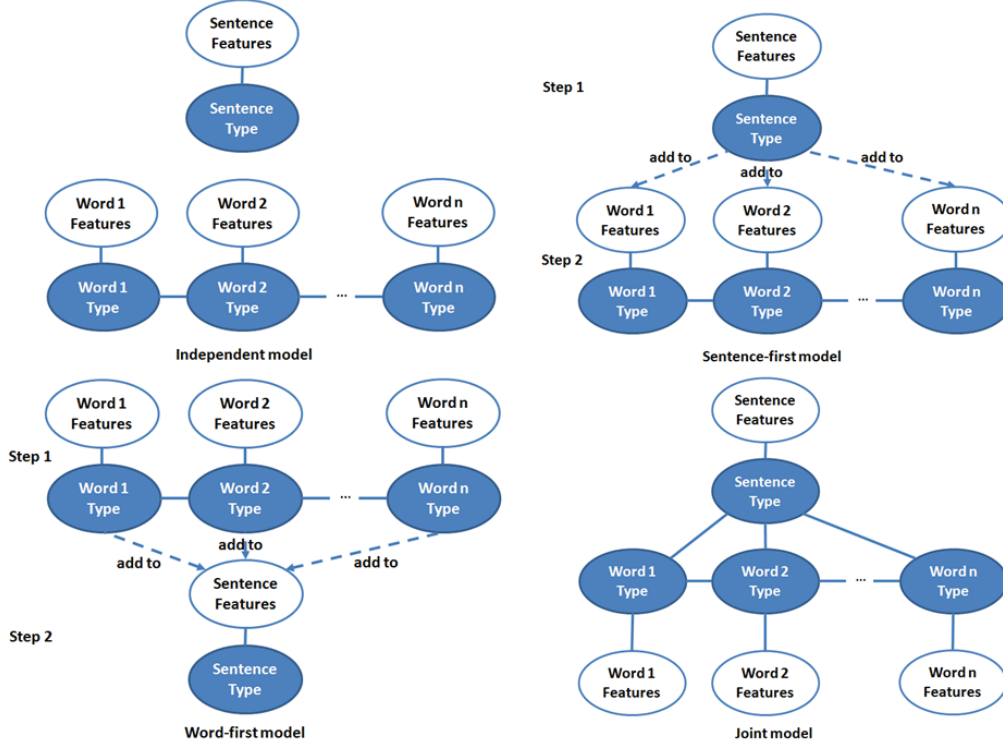 Sentence
Features
Sentence
Type
Word 1
Features
Word 2
Features
Word n
Features
Word 1
Type
Word 2
Type
...
Word n
Type
Independent model
Sentence
Features
Step 1
Sentence
Type
add to
add to
add to
Word 1
Features
Word 2
Features
Word n
Features
Step 2
Word 1
Type
Word 2
Type
...
Word n
Type
Sentence-first model
Word 1
Features
Word 2
Features
Word n
Features
Step 1
Word 1
Type
Word 2
Type
...
Word n
Type
add to
add to
add to
Sentence
Features
Step 2
Sentence
Type
Word-first model
Sentence
Features
Sentence
Type
Word 1
Type
Word 2
Type
...
Word n
Type
Word 1
Features
Word 2
Features
Word n
Features
Joint model